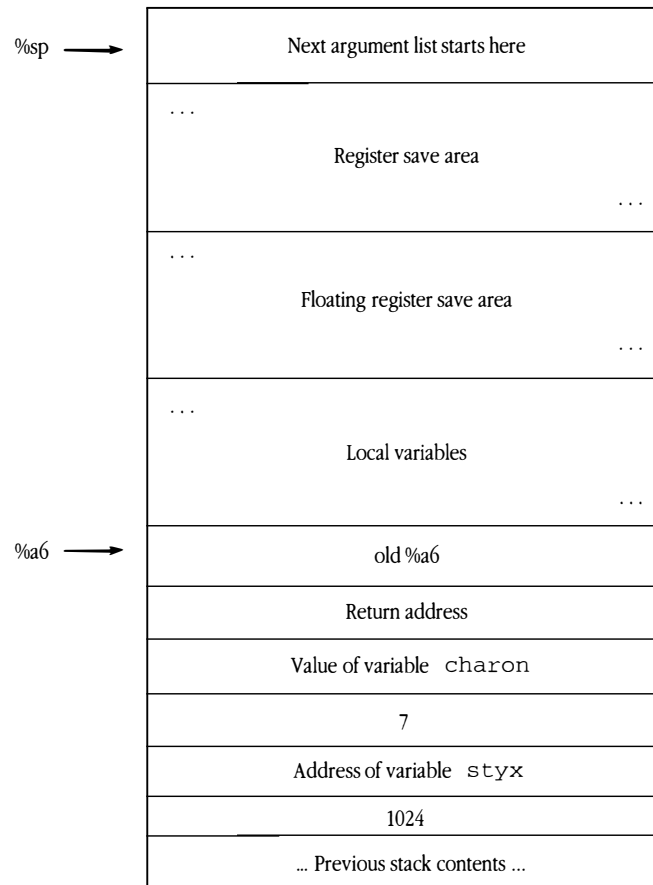 %sp
Next argument list starts here
...
Register save area
...
...
Floating register save area
...
...
Local variables
...
%a6
old %a6
Return address
Value of variable charon
7
Address of variable styx
1024
... Previous stack contents ...